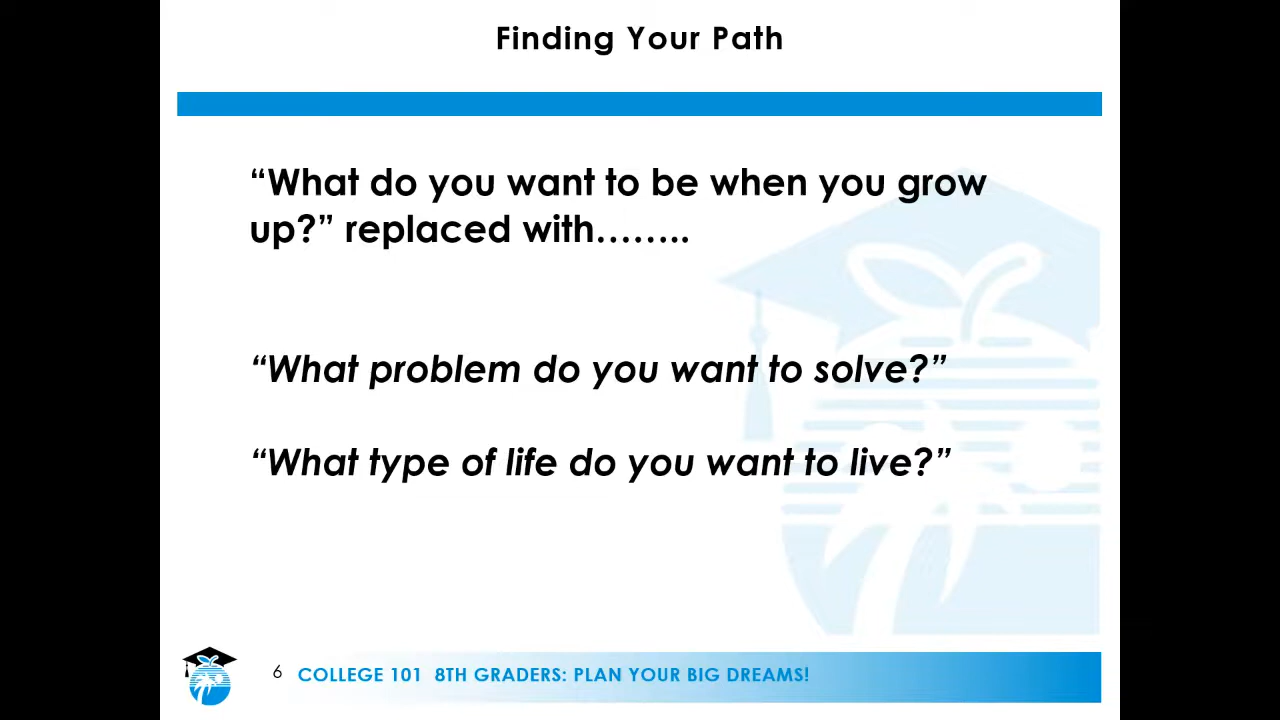 Finding Your Path
“What do you want to be when you grow
up?” replaced with……..
“What problem do you want to solve?”
“What type of life do you want to live?”
6 COLLEGE 101 8TH GRADERS: PLAN YOUR BIG DREAMS!